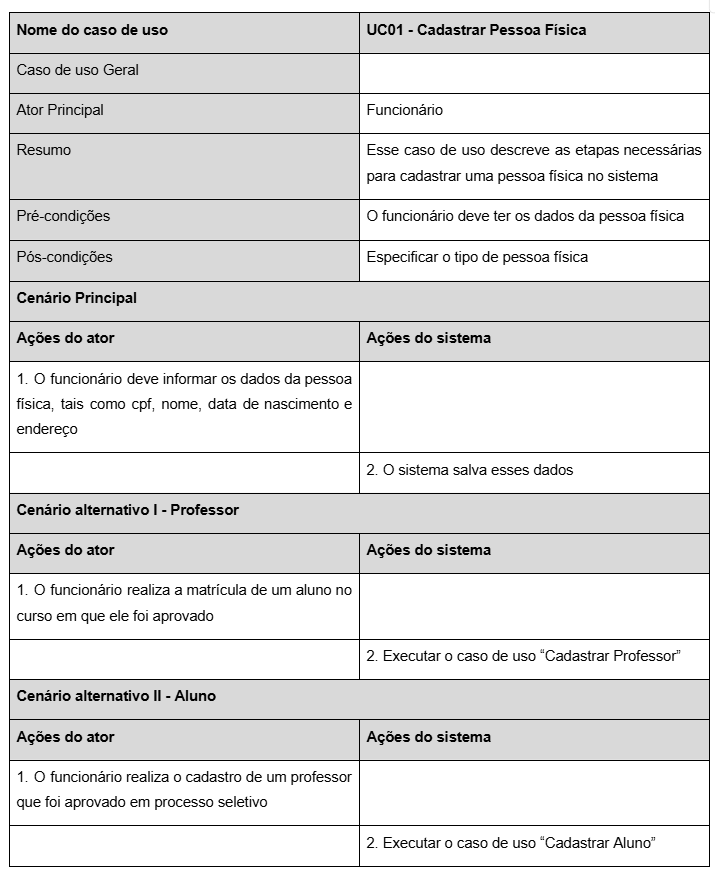 Nome do caso de uso
UC01 - Cadastrar Pessoa Física
Caso de uso Geral
Ator Principal
Funcionário
Resumo
Esse caso de uso descreve as etapas necessárias
para cadastrar uma pessoa física no sistema
Pré-condições
O funcionário deve ter os dados da pessoa física
Pós-condições
Especificar o tipo de pessoa física
Cenário Principal
Ações do ator
Ações do sistema
1. O funcionário deve informar os dados da pessoa
física, tais como cpf, nome, data de nascimento e
endereço
2. O sistema salva esses dados
Cenário alternativo I - Professor
Ações do ator
Ações do sistema
1. O funcionário realiza a matrícula de um aluno no
curso em que ele foi aprovado
2. Executar o caso de uso “Cadastrar Professor”
Cenário alternativo II - Aluno
Ações do ator
Ações do sistema
1. O funcionário realiza o cadastro de um professor
que foi aprovado em processo seletivo
2. Executar o caso de uso “Cadastrar Aluno”